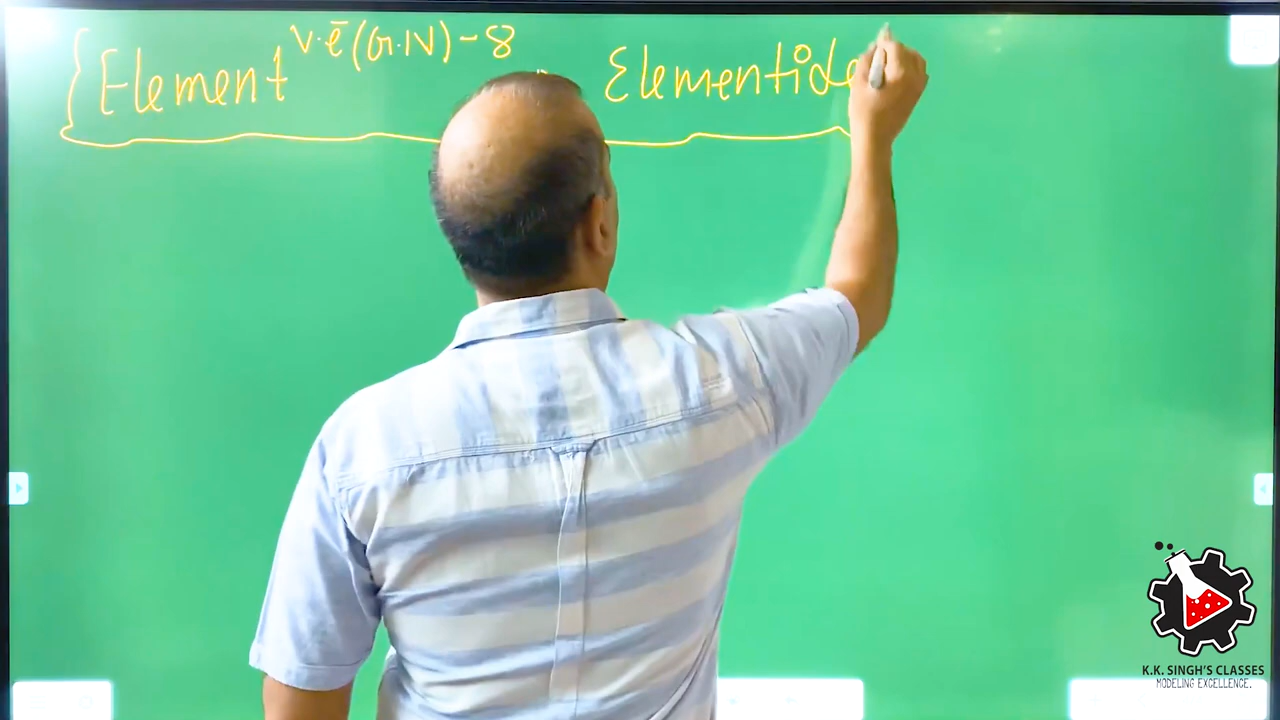 { Element^V.ē(G.N)-8 Elementide
K.K. SINGH'S CLASSES
MODELING EXCELLENCE.